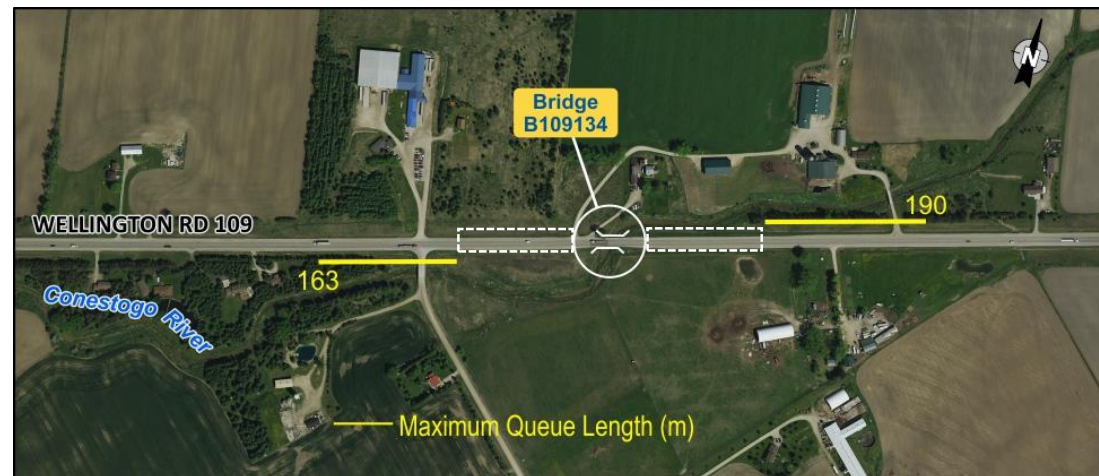 N
Bridge
B109134
190
WELLINGTON RD 109
163
Conestogo River
Maximum Queue Length (m)